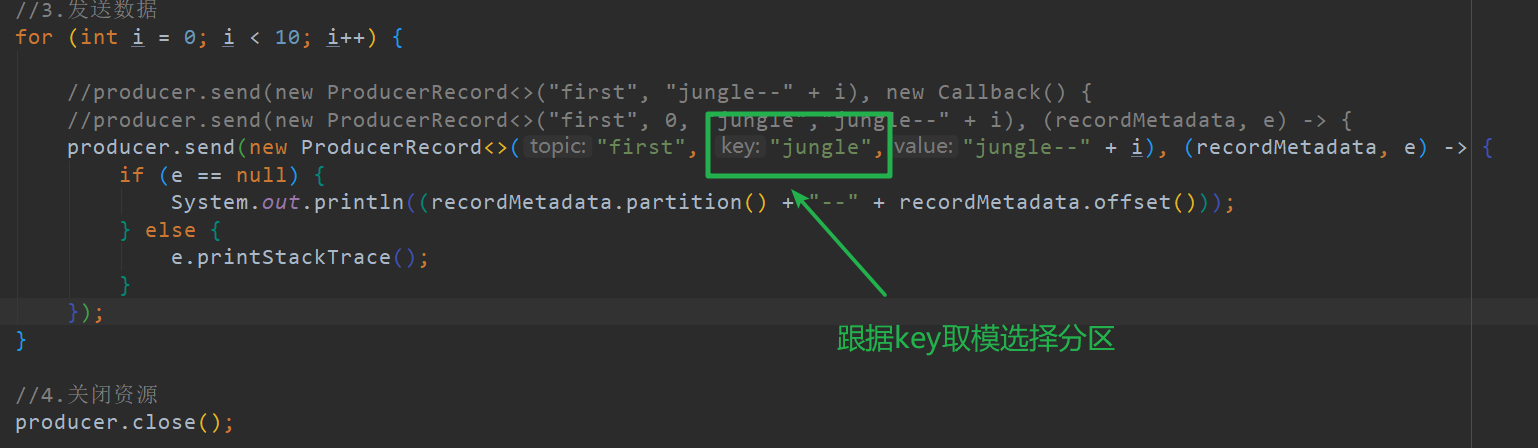 //3.发送数据
for (int i = 0; i < 10; i++) {
//producer.send(new ProducerRecord<>("first", "jungle--" + i), new Callback() {
//producer.send(new ProducerRecord<>("first", 0, "jungle","jungle--" + i), (recordMetadata, e) -> {
producer.send(new ProducerRecord<>( topic: "first", key: "jungle", value: "jungle--" + i), (recordMetadata, e) -> {
if (e == null) {
System.out.println((recordMetadata.partition() + "--" + recordMetadata.offset()));
} else {
e.printStackTrace();
}
});
}
跟据key取模选择分区
//4.关闭资源
producer.close();